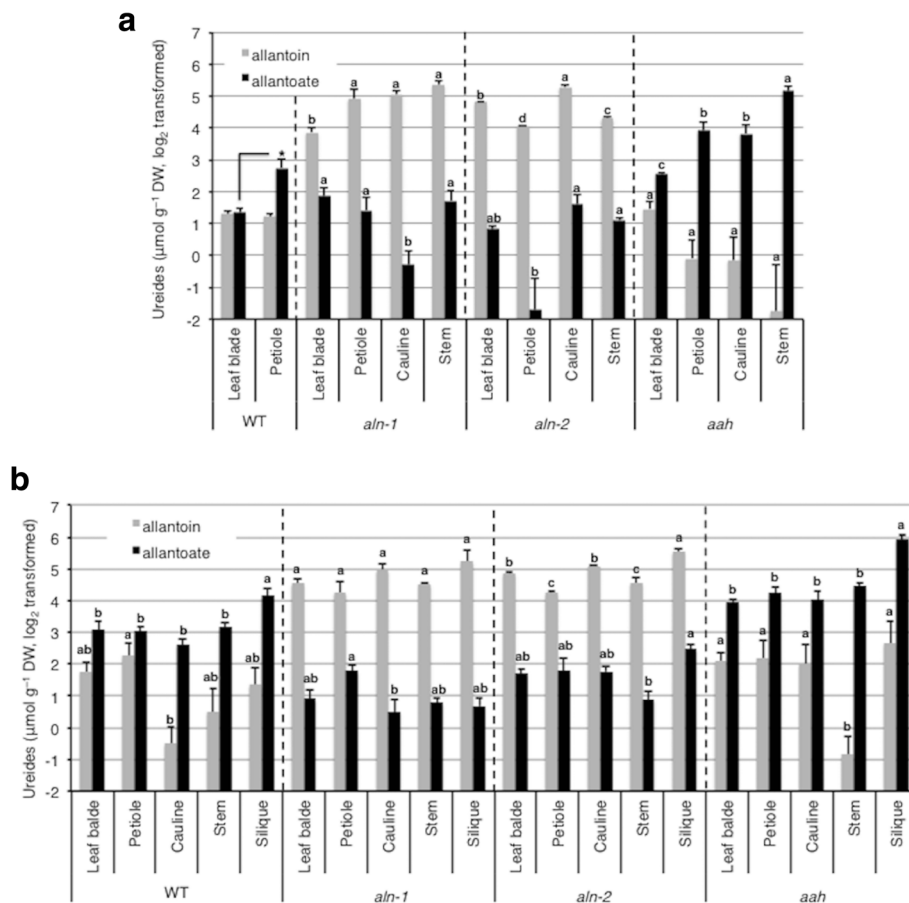 a
Ureides (µmol g⁻¹ DW, log₂ transformed)
7
6
5
4
3
2
1
0
-1
-2
allantoin
allantoate
*
b a a a
a a b a
b d a c
ab b a a
a a a a
c b b a
Leaf blade Petiole Leaf blade Petiole Cauline Stem Leaf blade Petiole Cauline Stem Leaf blade Petiole Cauline Stem
WT aln-1 aln-2 aah
b
Ureides (µmol g⁻¹ DW, log₂ transformed)
7
6
5
4
3
2
1
0
-1
-2
allantoin
allantoate
ab a b ab ab
b b b b a
a a a a a
ab a b ab ab
b c b c a
ab ab ab b a
a a a b a
b b b b a
Leaf balde Petiole Cauline Stem Silique Leaf balde Petiole Cauline Stem Silique Leaf balde Petiole Cauline Stem Silique Leaf balde Petiole Cauline Stem Silique
WT aln-1 aln-2 aah